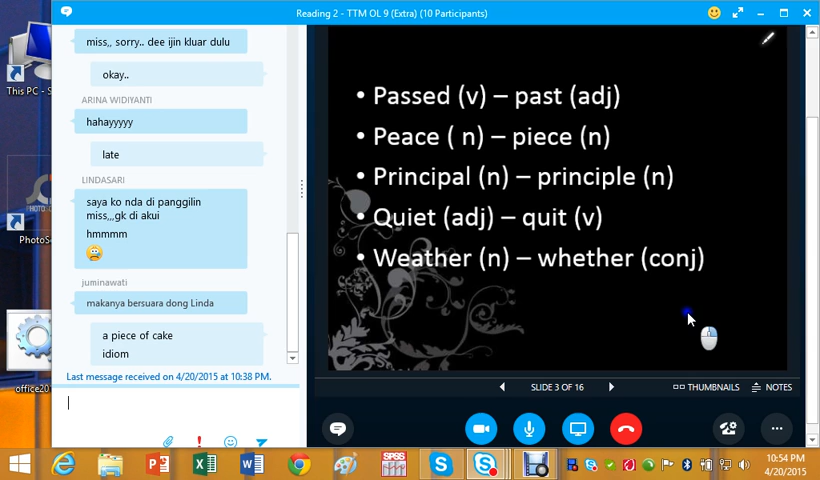 Reading 2 - TTM OL 9 (Extra) (10 Participants)
This PC - S
PhotoS
office20
miss,, sorry.. dee ijin kluar dulu
okay..
ARINA WIDIYANTI
hahayyyyy
late
LINDASARI
saya ko nda di panggilin
miss,,,gk di akui
hmmmm
juminawati
makanya bersuara dong Linda
a piece of cake
idiom
Last message received on 4/20/2015 at 10:38 PM.
• Passed (v) – past (adj)
• Peace ( n) – piece (n)
• Principal (n) – principle (n)
• Quiet (adj) – quit (v)
• Weather (n) – whether (conj)
SLIDE 3 OF 16
THUMBNAILS
NOTES
SPSS
10:54 PM
4/20/2015